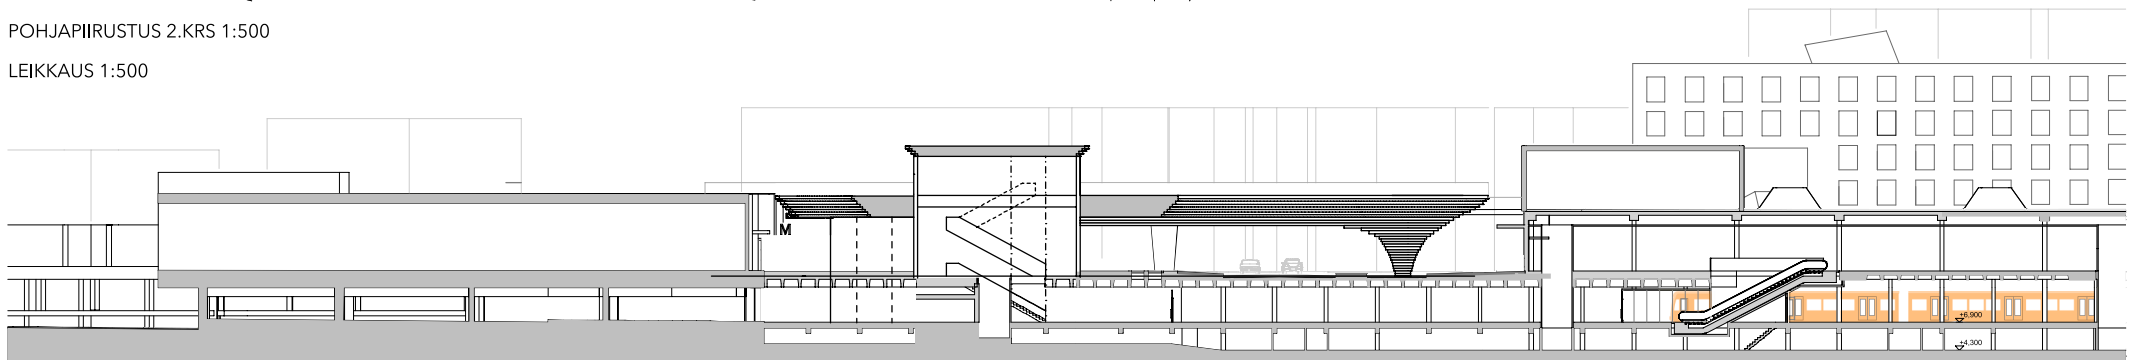 POHJAPIIRUSTUS 2.KRS 1:500
LEIKKAUS 1:500
M
+6,900
+4,300